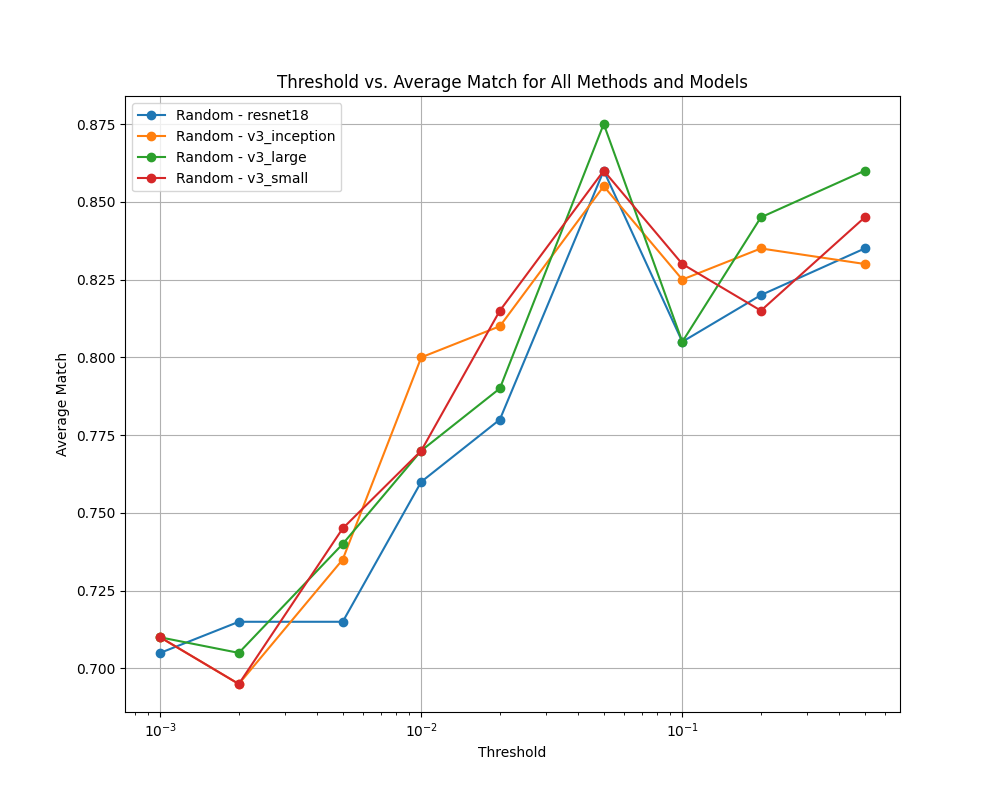 Threshold vs. Average Match for All Methods and Models
Random - resnet18
Random - v3_inception
Random - v3_large
Random - v3_small
0.875
0.850
0.825
0.800
0.775
0.750
0.725
0.700
Average Match
10⁻³
10⁻²
10⁻¹
Threshold